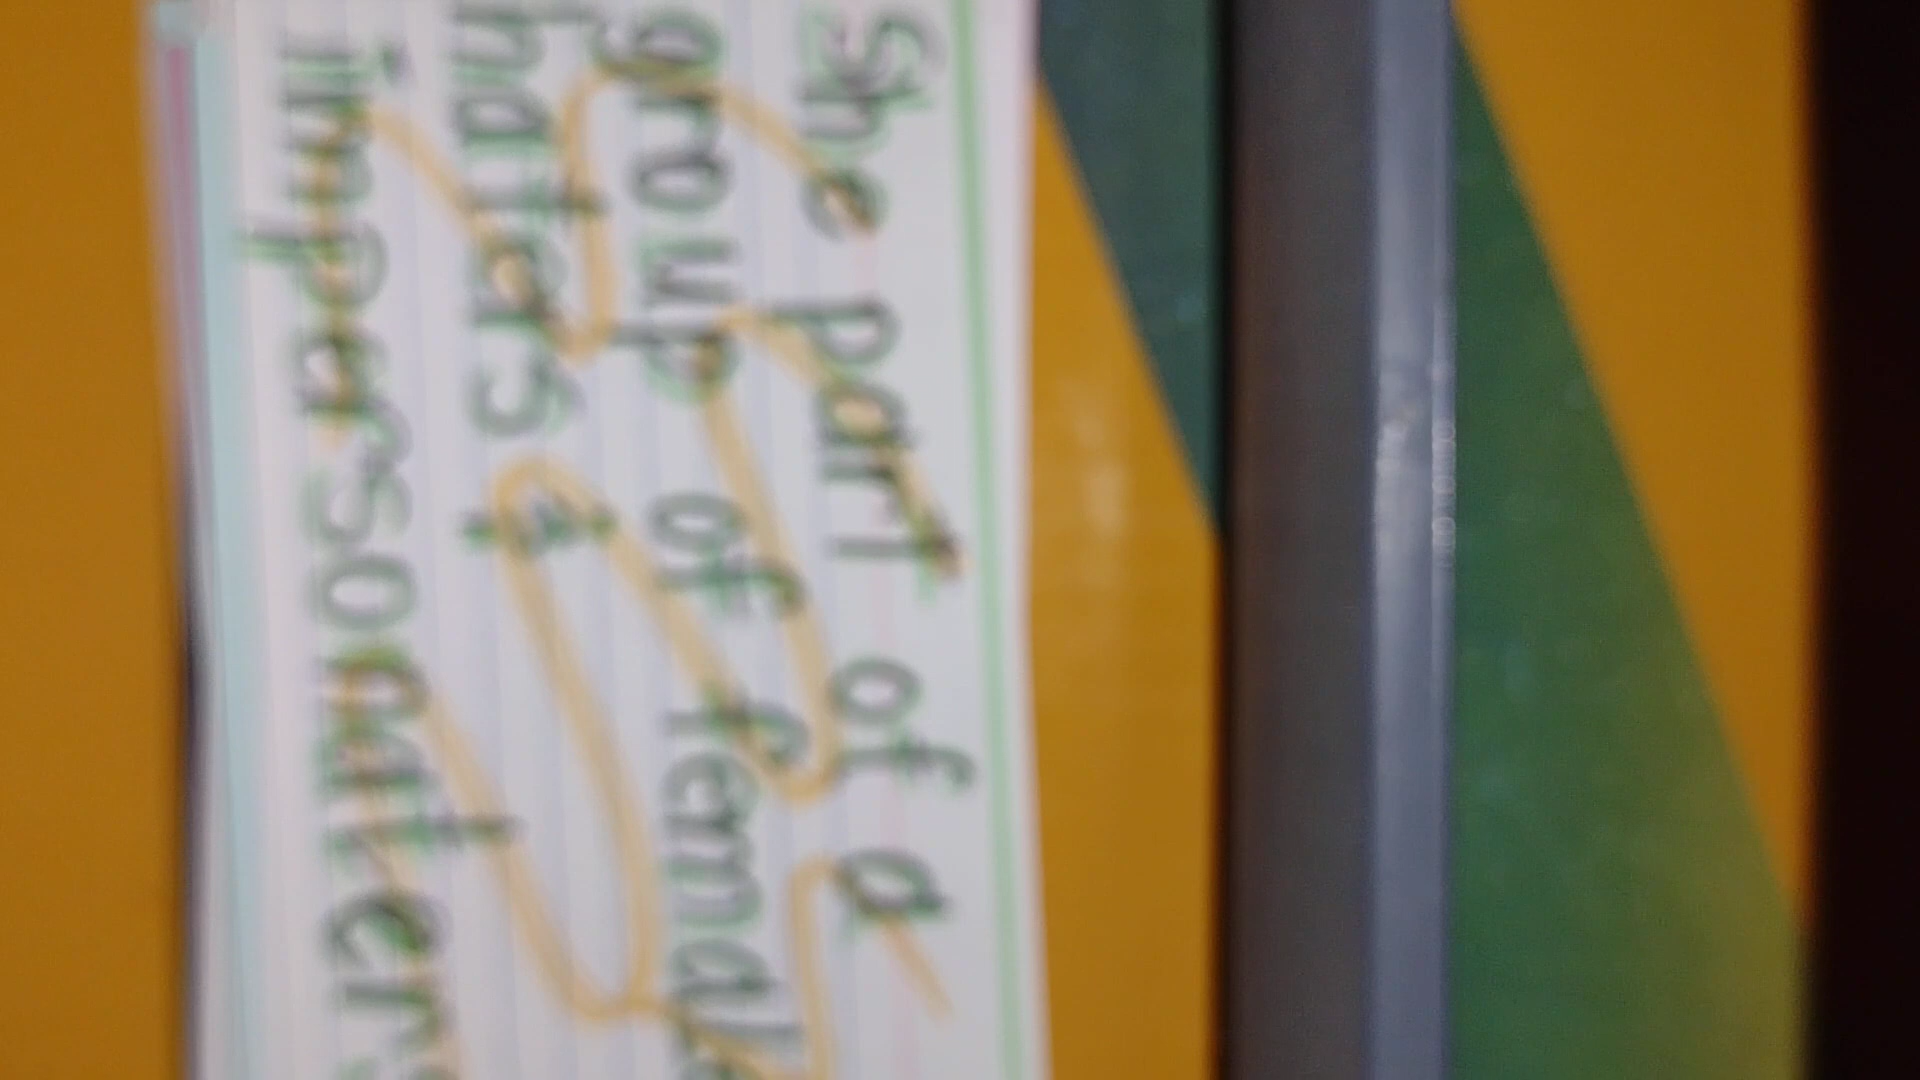 She part of a
group of female
haters &
impersonaters